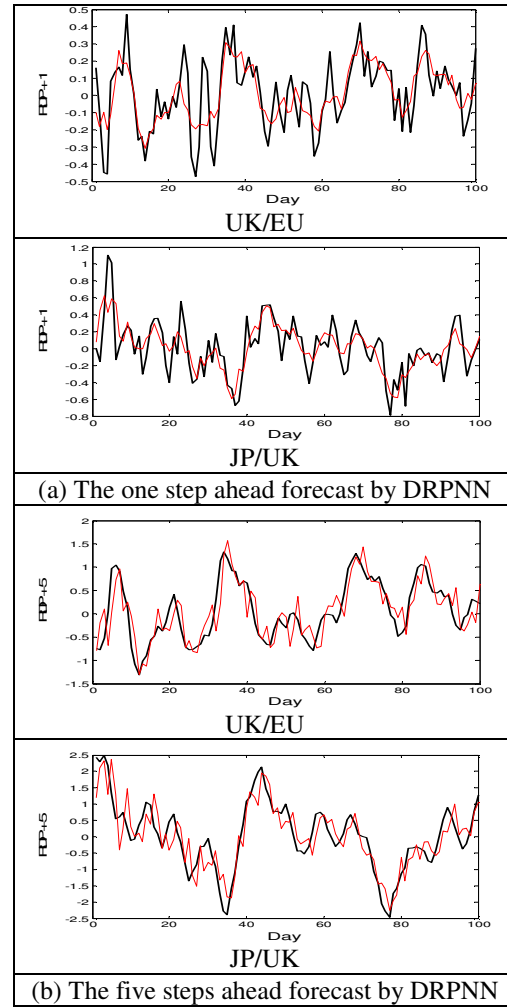 0.5
0.4
0.3
0.2
0.1
0
-0.1
-0.2
-0.3
-0.4
-0.5
RDP+1
0 20 40 60 80 100
Day
UK/EU
1.2
1
0.8
0.6
0.4
0.2
0
-0.2
-0.4
-0.6
-0.8
RDP+1
0 20 40 60 80 100
Day
JP/UK
(a) The one step ahead forecast by DRPNN
2
1.5
1
0.5
0
-0.5
-1
-1.5
RDP+5
0 20 40 60 80 100
Day
UK/EU
2.5
2
1.5
1
0.5
0
-0.5
-1
-1.5
-2
-2.5
RDP+5
0 20 40 60 80 100
Day
JP/UK
(b) The five steps ahead forecast by DRPNN